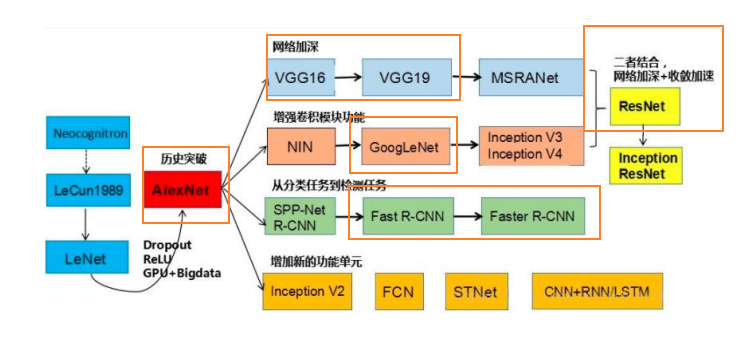 网络加深
VGG16
VGG19
MSRANet
二者结合，
网络加深+收敛加速
ResNet
Inception
ResNet
增强卷积模块功能
NIN
GoogLeNet
Inception V3
Inception V4
Neocognitron
LeCun1989
LeNet
历史突破
AlexNet
Dropout
ReLU
GPU+Bigdata
从分类任务到检测任务
SPP-Net
R-CNN
Fast R-CNN
Faster R-CNN
增加新的功能单元
Inception V2
FCN
STNet
CNN+RNN/LSTM